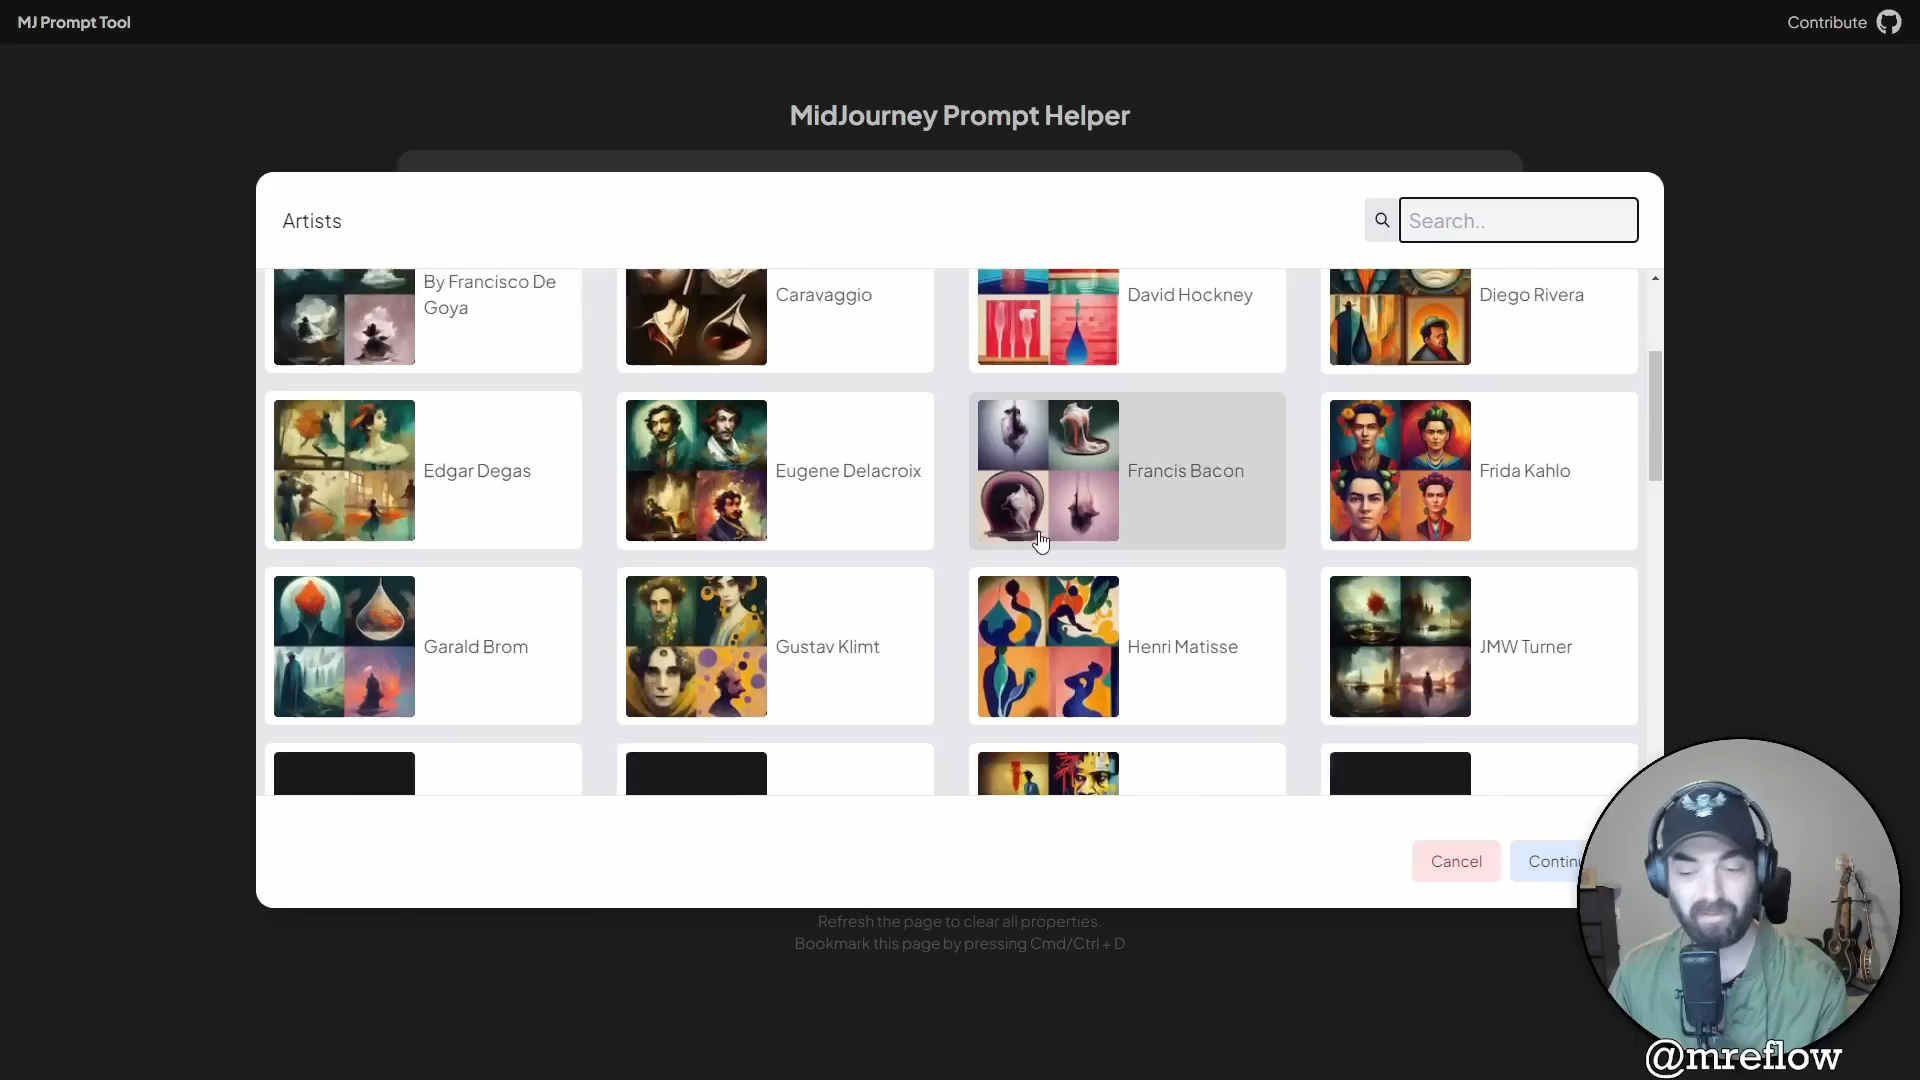 MJ Prompt Tool
Contribute
MidJourney Prompt Helper
Artists
Search..
By Francisco De
Goya
Caravaggio
David Hockney
Diego Rivera
Edgar Degas
Eugene Delacroix
Francis Bacon
Frida Kahlo
Garald Brom
Gustav Klimt
Henri Matisse
JMW Turner
Cancel
Contin
Refresh the page to clear all properties.
Bookmark this page by pressing Cmd/Ctrl + D
@mreflow